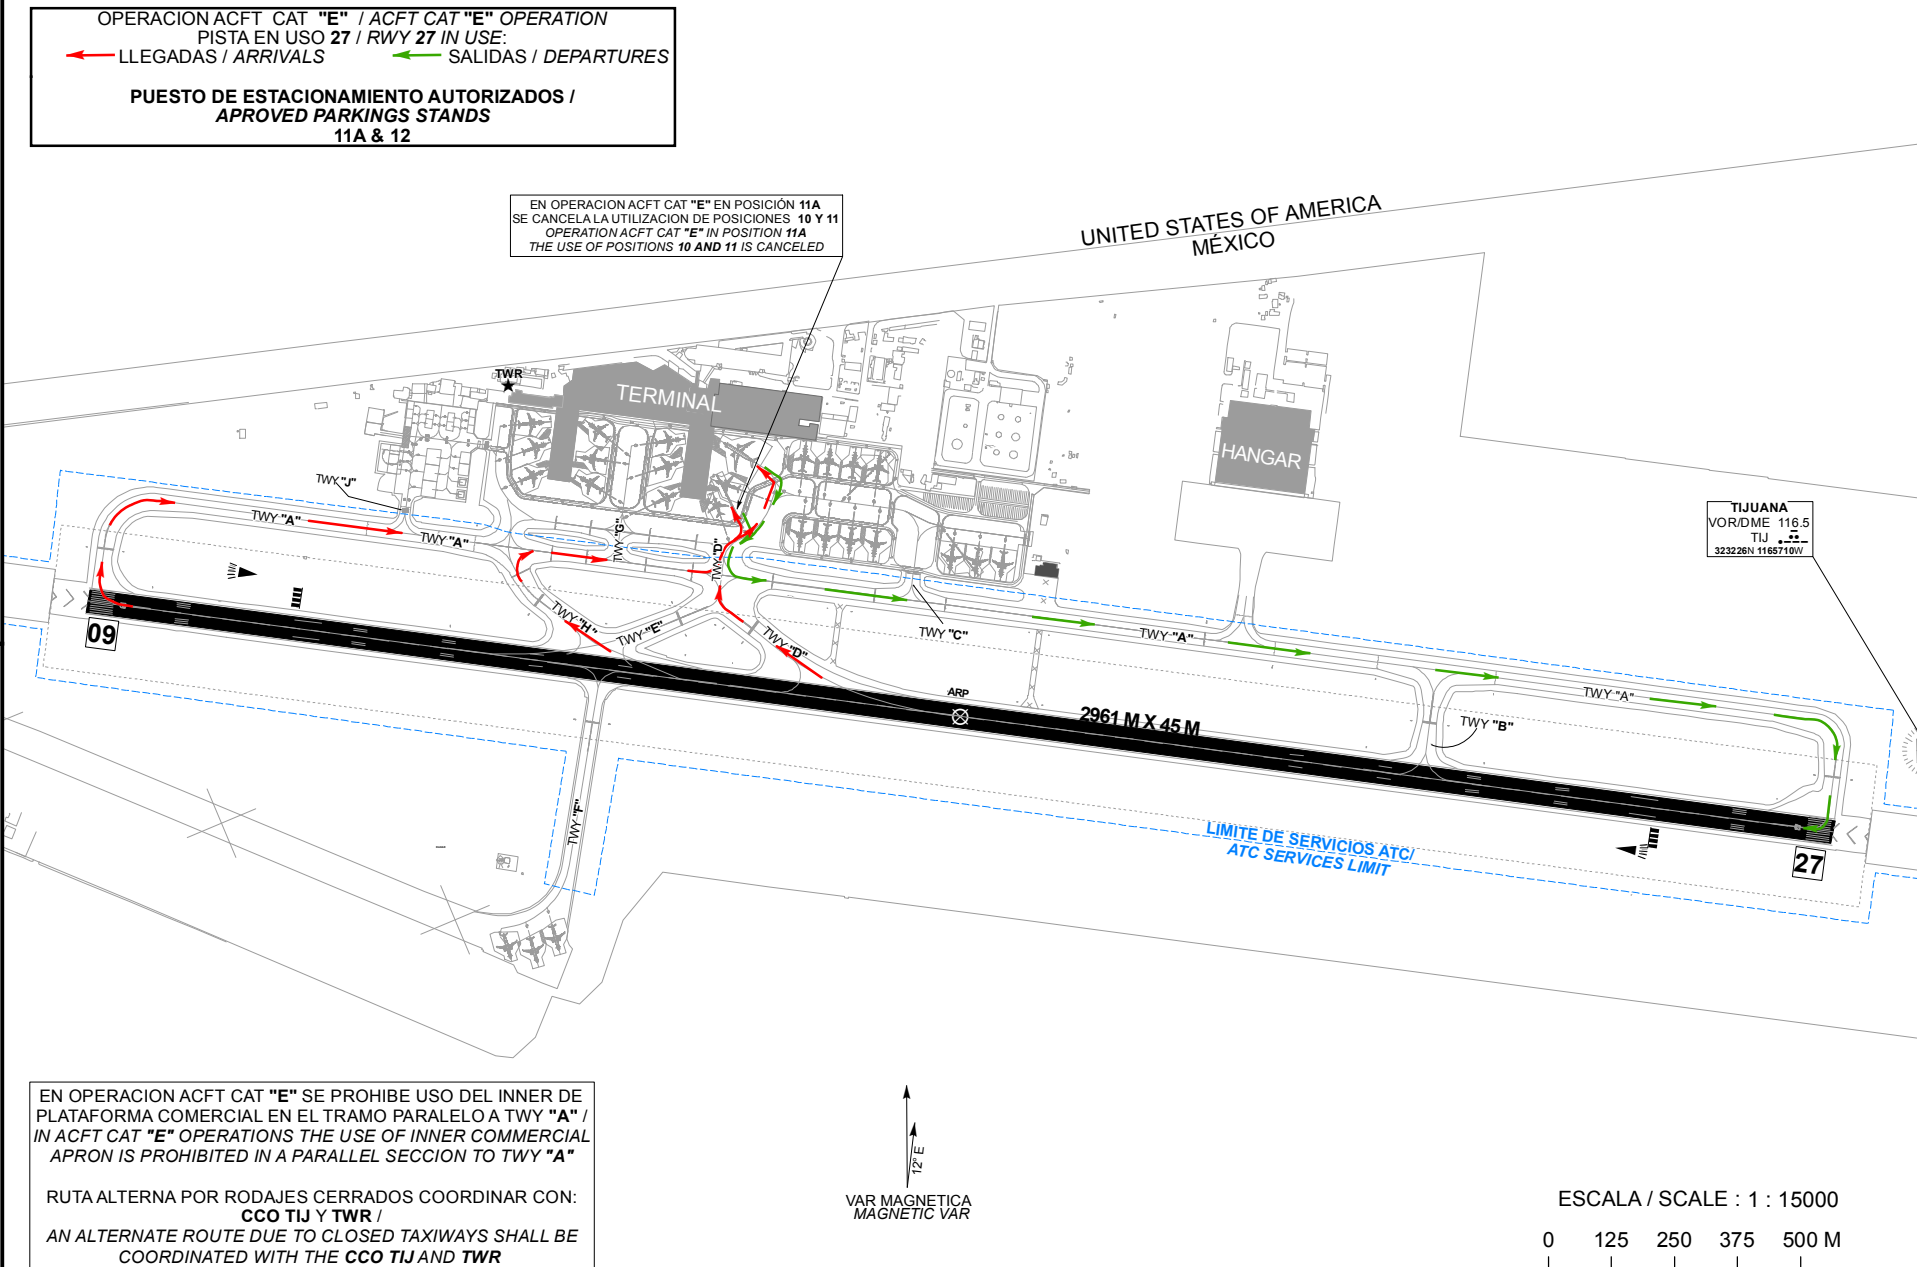 OPERACION ACFT CAT "E" / ACFT CAT "E" OPERATION
PISTA EN USO 27 / RWY 27 IN USE:
LLEGADAS / ARRIVALS
SALIDAS / DEPARTURES
PUESTO DE ESTACIONAMIENTO AUTORIZADOS /
APROVED PARKINGS STANDS
11A & 12
EN OPERACION ACFT CAT "E" EN POSICIÓN 11A
SE CANCELA LA UTILIZACION DE POSICIONES 10 Y 11
OPERATION ACFT CAT "E" IN POSITION 11A
THE USE OF POSITIONS 10 AND 11 IS CANCELED
UNITED STATES OF AMERICA
MÉXICO
TWR
TERMINAL
HANGAR
TWY "J"
TWY "A"
TWY "A"
TWY "G"
TWY "D"
TIJUANA
VOR/DME 116.5
TIJ
323226N 1165710W
09
TWY "H"
TWY "E"
TWY "D"
TWY "C"
TWY "A"
ARP
2961 M X 45 M
TWY "A"
TWY "B"
TWY "F"
LIMITE DE SERVICIOS ATC/
ATC SERVICES LIMIT
27
EN OPERACION ACFT CAT "E" SE PROHIBE USO DEL INNER DE
PLATAFORMA COMERCIAL EN EL TRAMO PARALELO A TWY "A" /
IN ACFT CAT "E" OPERATIONS THE USE OF INNER COMMERCIAL
APRON IS PROHIBITED IN A PARALLEL SECCION TO TWY "A"
RUTA ALTERNA POR RODAJES CERRADOS COORDINAR CON:
CCO TIJ Y TWR /
AN ALTERNATE ROUTE DUE TO CLOSED TAXIWAYS SHALL BE
COORDINATED WITH THE CCO TIJ AND TWR
12° E
VAR MAGNETICA
MAGNETIC VAR
ESCALA / SCALE : 1 : 15000
0 125 250 375 500 M